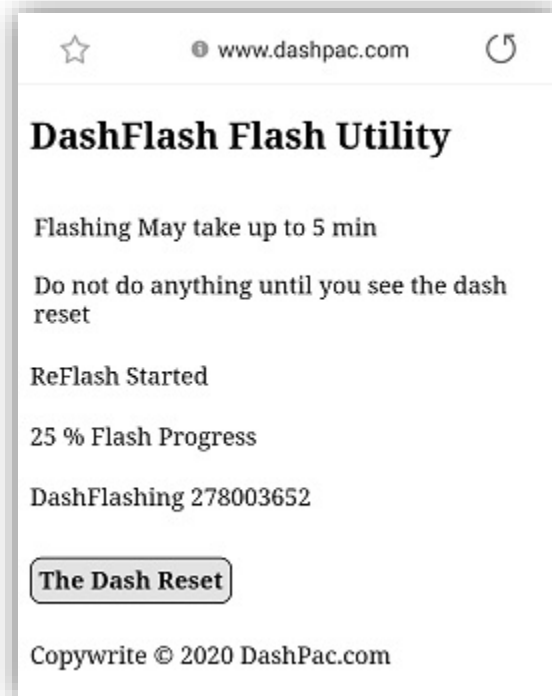 www.dashpac.com
DashFlash Flash Utility
Flashing May take up to 5 min
Do not do anything until you see the dash
reset
ReFlash Started
25 % Flash Progress
DashFlashing 278003652
The Dash Reset
Copywrite © 2020 DashPac.com